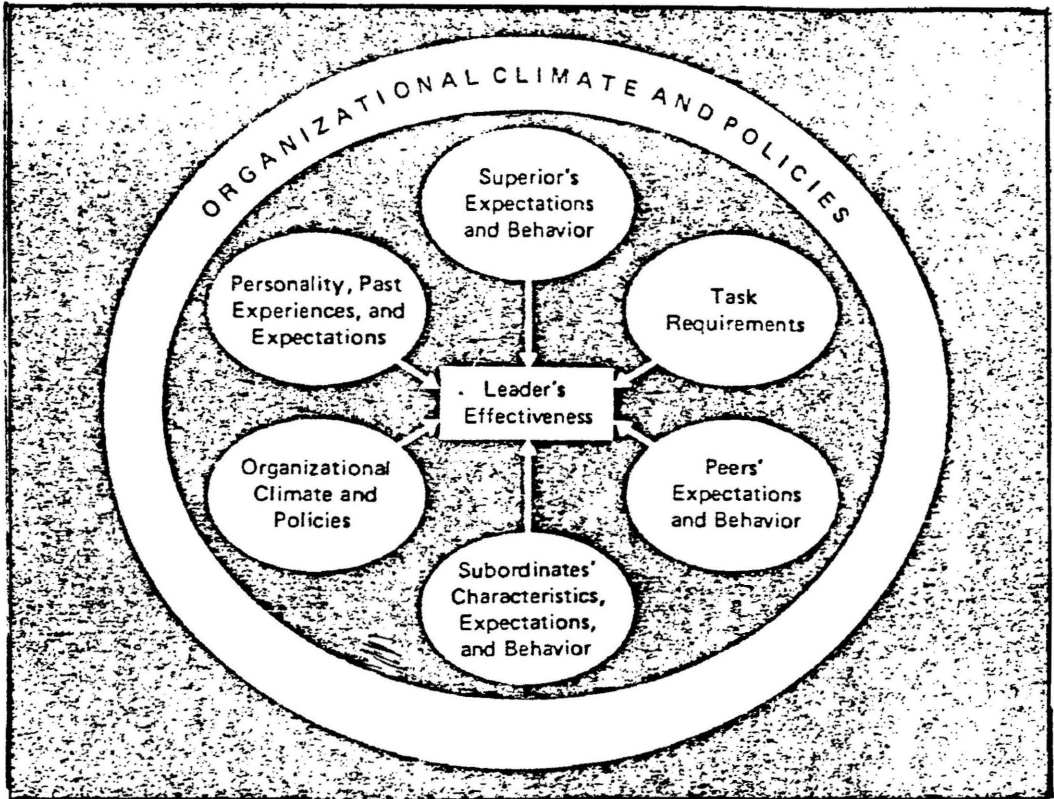 ORGANIZATIONAL CLIMATE AND POLICIES
Superior's
Expectations
and Behavior
Personality, Past
Experiences, and
Expectations
Task
Requirements
Leader's
Effectiveness
Organizational
Climate and
Policies
Peers'
Expectations
and Behavior
Subordinates'
Characteristics,
Expectations,
and Behavior